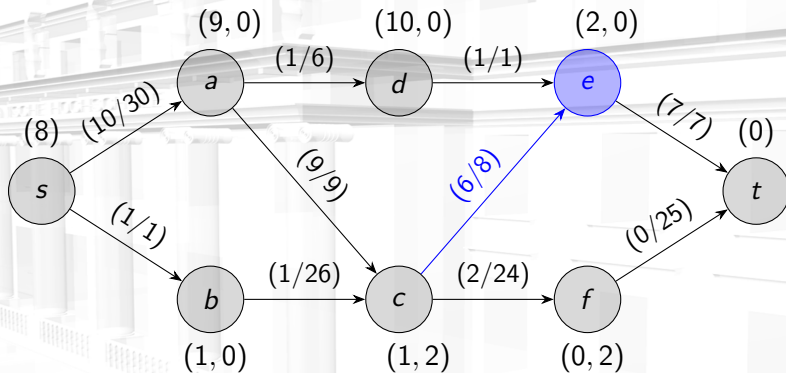 (9, 0)
(10, 0)
(2, 0)
a
(1/6)
d
(1/1)
e
(10/30)
(7/7)
(8)
(0)
s
(9/9)
(6/8)
t
(1/1)
(0/25)
b
(1/26)
c
(2/24)
f
(1, 0)
(1, 2)
(0, 2)